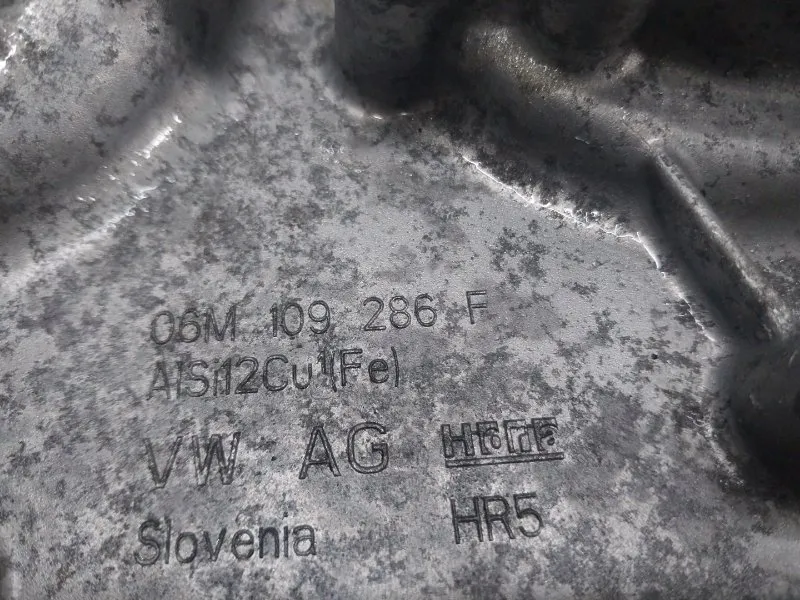 06M 109 286 F
AlSi12Cu1(Fe)
VW AG
Slovenia HR5